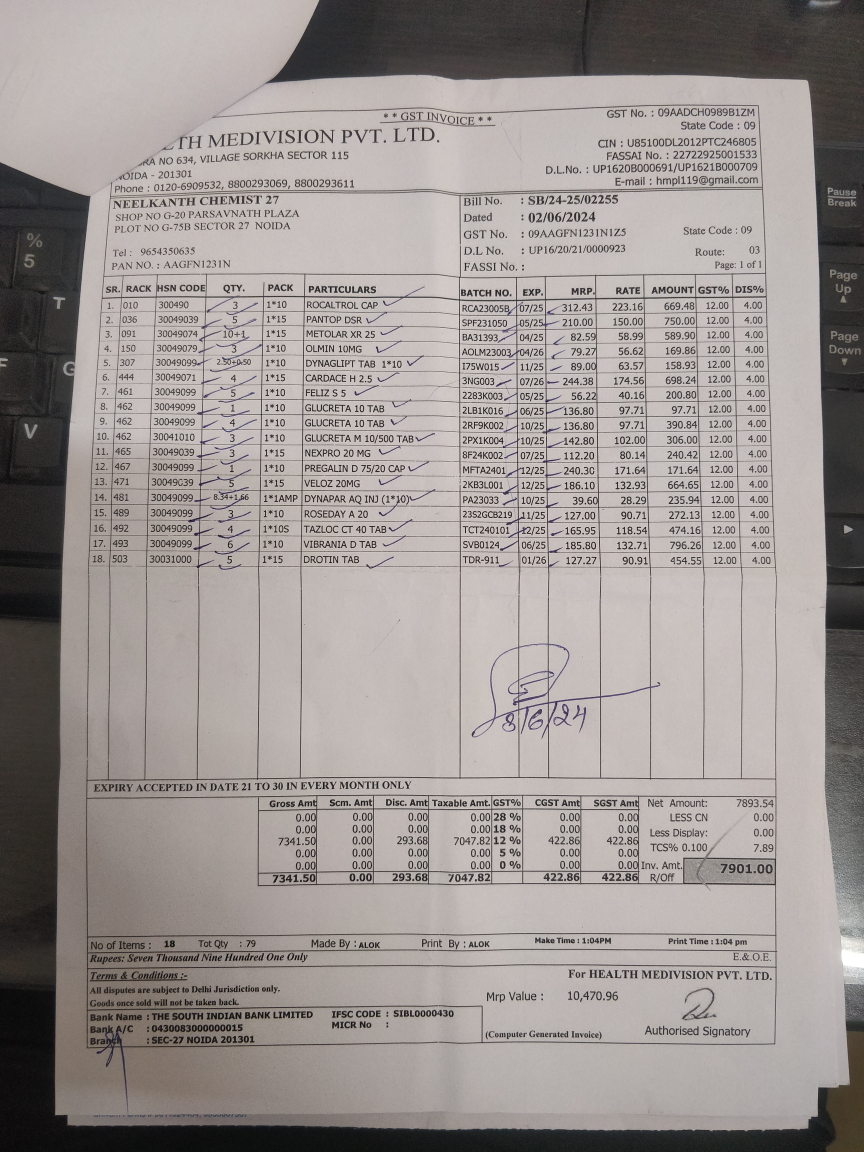 * * GST INVOICE * *
GST No. : 09AADCH0989B1ZM
State Code : 09
LTH MEDIVISION PVT. LTD.
CIN : U85100DL2012PTC246805
RA NO 634, VILLAGE SORKHA SECTOR 115
FASSAI No. : 22722925001533
NOIDA - 201301
D.L.No. : UP1620B000691/UP1621B000709
Phone : 0120-6909532, 8800293069, 8800293611
E-mail : hmpl119@gmail.com
NEELKANTH CHEMIST 27
SHOP NO G-20 PARSAVNATH PLAZA
PLOT NO G-75B SECTOR 27 NOIDA
Tel : 9654350635
PAN NO. : AAGFN1231N
Bill No. : SB/24-25/02255
Dated : 02/06/2024
GST No. : 09AAGFN1231N1Z5 State Code : 09
D.L No. : UP16/20/21/0000923 Route: 03
FASSI No. : Page: 1 of 1
SR. RACK HSN CODE QTY. PACK PARTICULARS BATCH NO. EXP. MRP. RATE AMOUNT GST% DIS%
1. 010 300490 3 1*10 ROCALTROL CAP RCA23005B 07/25 312.43 223.16 669.48 12.00 4.00
2. 036 30049039 5 1*15 PANTOP DSR SPF231050 05/25 210.00 150.00 750.00 12.00 4.00
3. 091 30049074 10+1 1*15 METOLAR XR 25 BA31393 04/25 82.59 58.99 589.90 12.00 4.00
4. 150 30049079 3 1*10 OLMIN 10MG AOLM23003 04/26 79.27 56.62 169.86 12.00 4.00
5. 307 30049099 2.50+0.50 1*10 DYNAGLIPT TAB 1*10 I75W015 11/25 89.00 63.57 158.93 12.00 4.00
6. 444 30049071 4 1*15 CARDACE H 2.5 3NG003 07/26 244.38 174.56 698.24 12.00 4.00
7. 461 30049099 5 1*10 FELIZ S 5 2283K003 05/25 56.22 40.16 200.80 12.00 4.00
8. 462 30049099 1 1*10 GLUCRETA 10 TAB 2LB1K016 06/25 136.80 97.71 97.71 12.00 4.00
9. 462 30049099 4 1*10 GLUCRETA 10 TAB 2RF9K002 10/25 136.80 97.71 390.84 12.00 4.00
10. 462 30041010 3 1*10 GLUCRETA M 10/500 TAB 2PX1K004 10/25 142.80 102.00 306.00 12.00 4.00
11. 465 30049039 3 1*15 NEXPRO 20 MG 8F24K002 07/25 112.20 80.14 240.42 12.00 4.00
12. 467 30049099 1 1*10 PREGALIN D 75/20 CAP MFTA2401 12/25 240.30 171.64 171.64 12.00 4.00
13. 471 30049039 5 1*15 VELOZ 20MG 2KB3L001 12/25 186.10 132.93 664.65 12.00 4.00
14. 481 30049099 8.34+1.66 1*1AMP DYNAPAR AQ INJ (1*10) PA23033 10/25 39.60 28.29 235.94 12.00 4.00
15. 489 30049099 3 1*10 ROSEDAY A 20 23S2GCB219 11/25 127.00 90.71 272.13 12.00 4.00
16. 492 30049099 4 1*10S TAZLOC CT 40 TAB TCT240101 12/25 165.95 118.54 474.16 12.00 4.00
17. 493 30049099 6 1*10 VIBRANIA D TAB SVB0124 06/25 185.80 132.71 796.26 12.00 4.00
18. 503 30031000 5 1*15 DROTIN TAB TDR-911 01/26 127.27 90.91 454.55 12.00 4.00
8/6/24
EXPIRY ACCEPTED IN DATE 21 TO 30 IN EVERY MONTH ONLY
Gross Amt Scm. Amt Disc. Amt Taxable Amt. GST% CGST Amt SGST Amt Net Amount: 7893.54
0.00 0.00 0.00 0.00 28 % 0.00 0.00 LESS CN 0.00
0.00 0.00 0.00 0.00 18 % 0.00 0.00 Less Display: 0.00
7341.50 0.00 293.68 7047.82 12 % 422.86 422.86 TCS% 0.100 7.89
0.00 0.00 0.00 0.00 5 % 0.00 0.00
0.00 0.00 0.00 0.00 0 % 0.00 0.00 Inv. Amt. 7901.00
7341.50 0.00 293.68 7047.82 422.86 422.86 R/Off
No of Items : 18 Tot Qty : 79 Made By : ALOK Print By : ALOK Make Time : 1:04PM Print Time : 1:04 pm
Rupees: Seven Thousand Nine Hundred One Only E.&O.E.
Terms & Conditions :-
All disputes are subject to Delhi Jurisdiction only.
Goods once sold will not be taken back.
For HEALTH MEDIVISION PVT. LTD.
Mrp Value : 10,470.96
Bank Name : THE SOUTH INDIAN BANK LIMITED IFSC CODE : SIBL0000430
Bank A/C : 0430083000000015 MICR No :
Branch : SEC-27 NOIDA 201301
(Computer Generated Invoice)
Authorised Signatory
%
5
T
F
G
V
Pause
Break
Page
Up
Page
Down